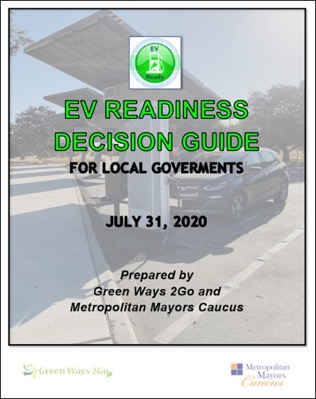 EV
Ready
EV READINESS
DECISION GUIDE
FOR LOCAL GOVERMENTS
JULY 31, 2020
Prepared by
Green Ways 2Go and
Metropolitan Mayors Caucus
Green Ways 2Go
Metropolitan
Mayors
Caucus